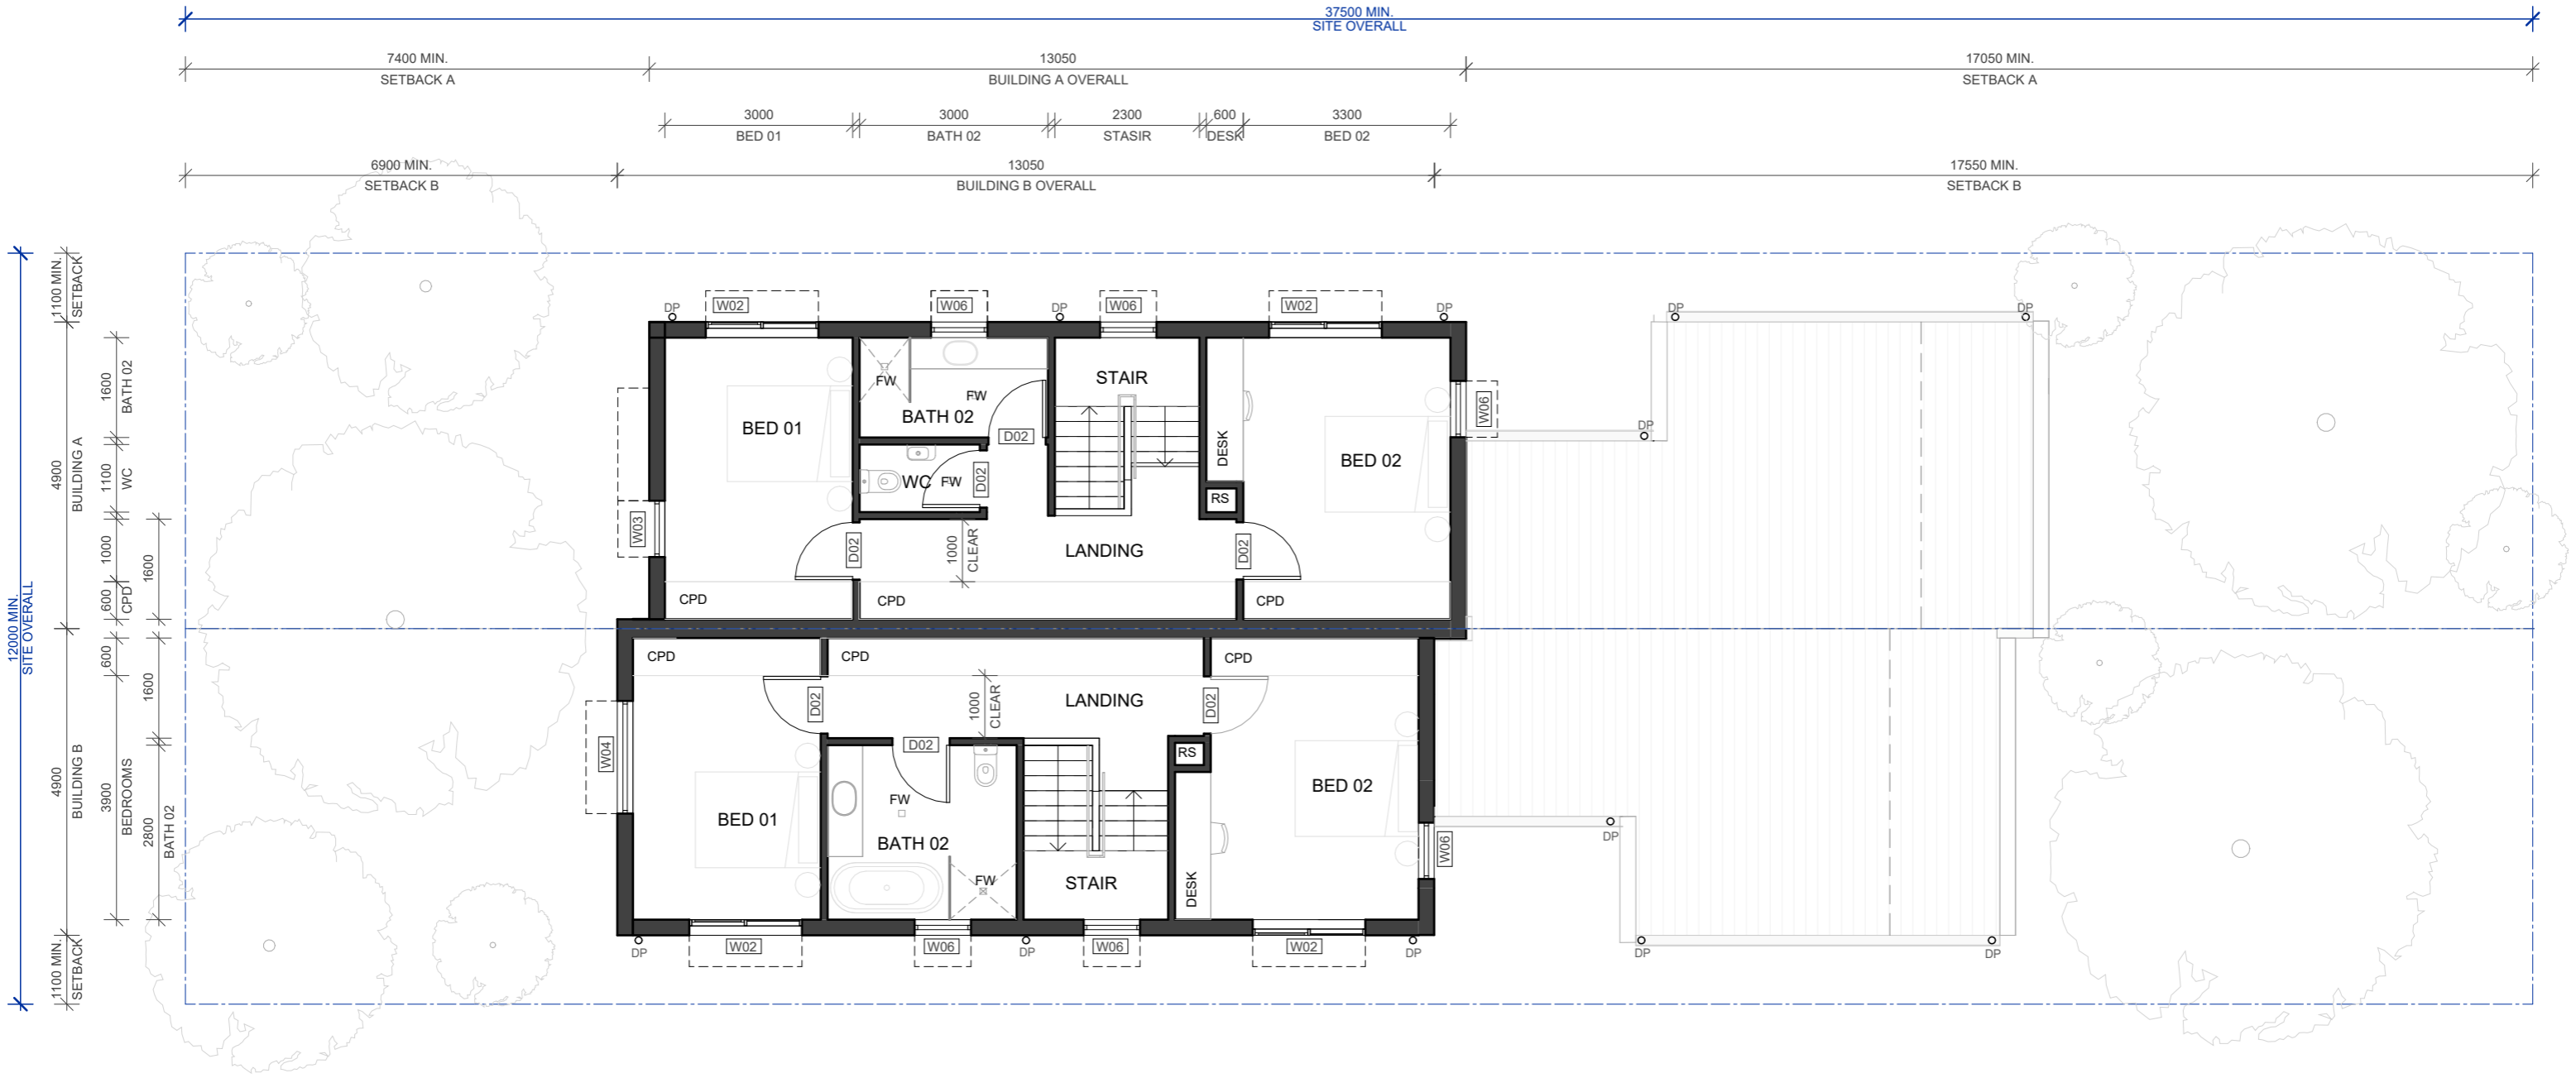 37500 MIN.
SITE OVERALL
7400 MIN.
SETBACK A
13050
BUILDING A OVERALL
17050 MIN.
SETBACK A
3000
BED 01
3000
BATH 02
2300
STASIR
600
DESK
3300
BED 02
6900 MIN.
SETBACK B
13050
BUILDING B OVERALL
17550 MIN.
SETBACK B
12000 MIN.
SITE OVERALL
1100 MIN.
SETBACK
4900
BUILDING A
4900
BUILDING B
1100 MIN.
SETBACK
1600
BATH 02
1100
WC
1000
600
CPD
1600
600
3900
BEDROOMS
1600
2800
BATH 02
DP
W02
W06
DP
W06
W02
DP
DP
DP
FW
FW
BATH 02
STAIR
W06
BED 01
D02
DESK
BED 02
DP
WC
FW
D02
RS
W03
D02
1000
CLEAR
LANDING
D02
CPD
CPD
CPD
CPD
CPD
CPD
D02
1000
CLEAR
LANDING
D02
W04
D02
RS
BED 01
FW
BATH 02
BED 02
FW
STAIR
DESK
W06
DP
DP
W02
W06
DP
W06
W02
DP
DP
DP